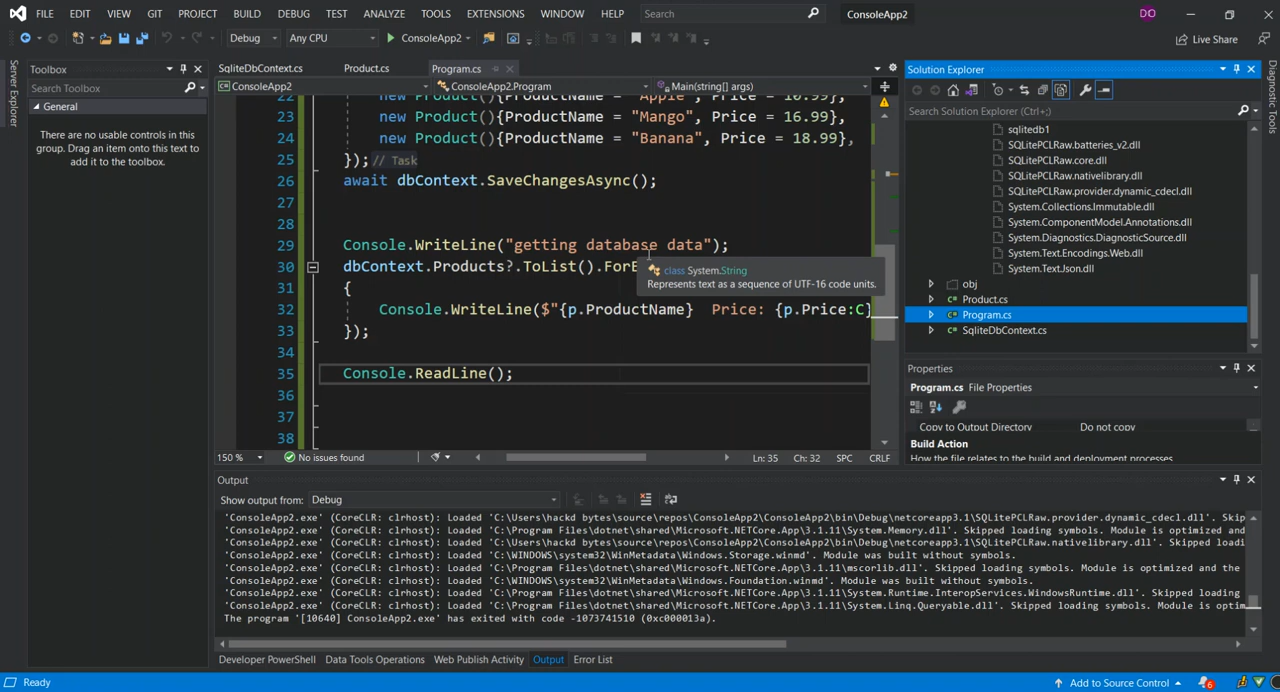 FILE EDIT VIEW GIT PROJECT BUILD DEBUG TEST ANALYZE TOOLS EXTENSIONS WINDOW HELP Search ConsoleApp2 DO
Debug Any CPU ConsoleApp2 Live Share
Server Explorer
Toolbox
Search Toolbox
General
There are no usable controls in this
group. Drag an item onto this text to
add it to the toolbox.
SqliteDbContext.cs Product.cs Program.cs
ConsoleApp2 ConsoleApp2.Program Main(string[] args)
22 new Product(){ProductName = "Apple", Price = 10.99},
23 new Product(){ProductName = "Mango", Price = 16.99},
24 new Product(){ProductName = "Banana", Price = 18.99},
25 });// Task
26 await dbContext.SaveChangesAsync();
27
28
29 Console.WriteLine("getting database data");
30 dbContext.Products?.ToList().ForE
class System.String
Represents text as a sequence of UTF-16 code units.
31 {
32 Console.WriteLine($"{p.ProductName} Price: {p.Price:C}
33 });
34
35 Console.ReadLine();
36
37
38
150 % No issues found Ln: 35 Ch: 32 SPC CRLF
Solution Explorer
Search Solution Explorer (Ctrl+;)
sqlitedb1
SQLitePCLRaw.batteries_v2.dll
SQLitePCLRaw.core.dll
SQLitePCLRaw.nativelibrary.dll
SQLitePCLRaw.provider.dynamic_cdecl.dll
System.Collections.Immutable.dll
System.ComponentModel.Annotations.dll
System.Diagnostics.DiagnosticSource.dll
System.Text.Encodings.Web.dll
System.Text.Json.dll
obj
Product.cs
Program.cs
SqliteDbContext.cs
Properties
Program.cs File Properties
Copy to Output Directory Do not copy
Build Action
How the file relates to the build and deployment processes
Diagnostic Tools
Output
Show output from: Debug
'ConsoleApp2.exe' (CoreCLR: clrhost): Loaded 'C:\Users\hackd bytes\source\repos\ConsoleApp2\ConsoleApp2\bin\Debug\netcoreapp3.1\SQLitePCLRaw.provider.dynamic_cdecl.dll'. Skip
'ConsoleApp2.exe' (CoreCLR: clrhost): Loaded 'C:\Program Files\dotnet\shared\Microsoft.NETCore.App\3.1.11\System.Memory.dll'. Skipped loading symbols. Module is optimized and
'ConsoleApp2.exe' (CoreCLR: clrhost): Loaded 'C:\Users\hackd bytes\source\repos\ConsoleApp2\ConsoleApp2\bin\Debug\netcoreapp3.1\SQLitePCLRaw.nativelibrary.dll'. Skipped loadi
'ConsoleApp2.exe' (CoreCLR: clrhost): Loaded 'C:\WINDOWS\system32\WinMetadata\Windows.Storage.winmd'. Module was built without symbols.
'ConsoleApp2.exe' (CoreCLR: clrhost): Loaded 'C:\Program Files\dotnet\shared\Microsoft.NETCore.App\3.1.11\mscorlib.dll'. Skipped loading symbols. Module is optimized and the
'ConsoleApp2.exe' (CoreCLR: clrhost): Loaded 'C:\WINDOWS\system32\WinMetadata\Windows.Foundation.winmd'. Module was built without symbols.
'ConsoleApp2.exe' (CoreCLR: clrhost): Loaded 'C:\Program Files\dotnet\shared\Microsoft.NETCore.App\3.1.11\System.Runtime.InteropServices.WindowsRuntime.dll'. Skipped loading
'ConsoleApp2.exe' (CoreCLR: clrhost): Loaded 'C:\Program Files\dotnet\shared\Microsoft.NETCore.App\3.1.11\System.Linq.Queryable.dll'. Skipped loading symbols. Module is optim
The program '[10640] ConsoleApp2.exe' has exited with code -1073741510 (0xc000013a).
Developer PowerShell Data Tools Operations Web Publish Activity Output Error List
Ready Add to Source Control 6